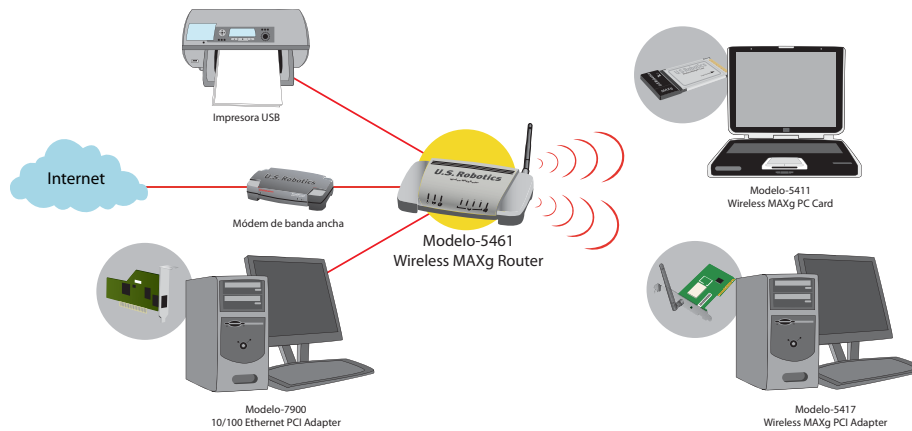 Impresora USB
Internet
U.S. Robotics
Módem de banda ancha
Modelo-5461
Wireless MAXg Router
Modelo-5411
Wireless MAXg PC Card
Modelo-7900
10/100 Ethernet PCI Adapter
Modelo-5417
Wireless MAXg PCI Adapter